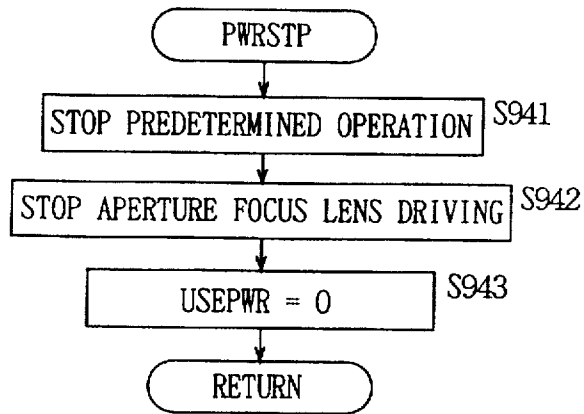 PWRSTP
STOP PREDETERMINED OPERATION S941
STOP APERTURE FOCUS LENS DRIVING S942
USEPWR = 0 S943
RETURN